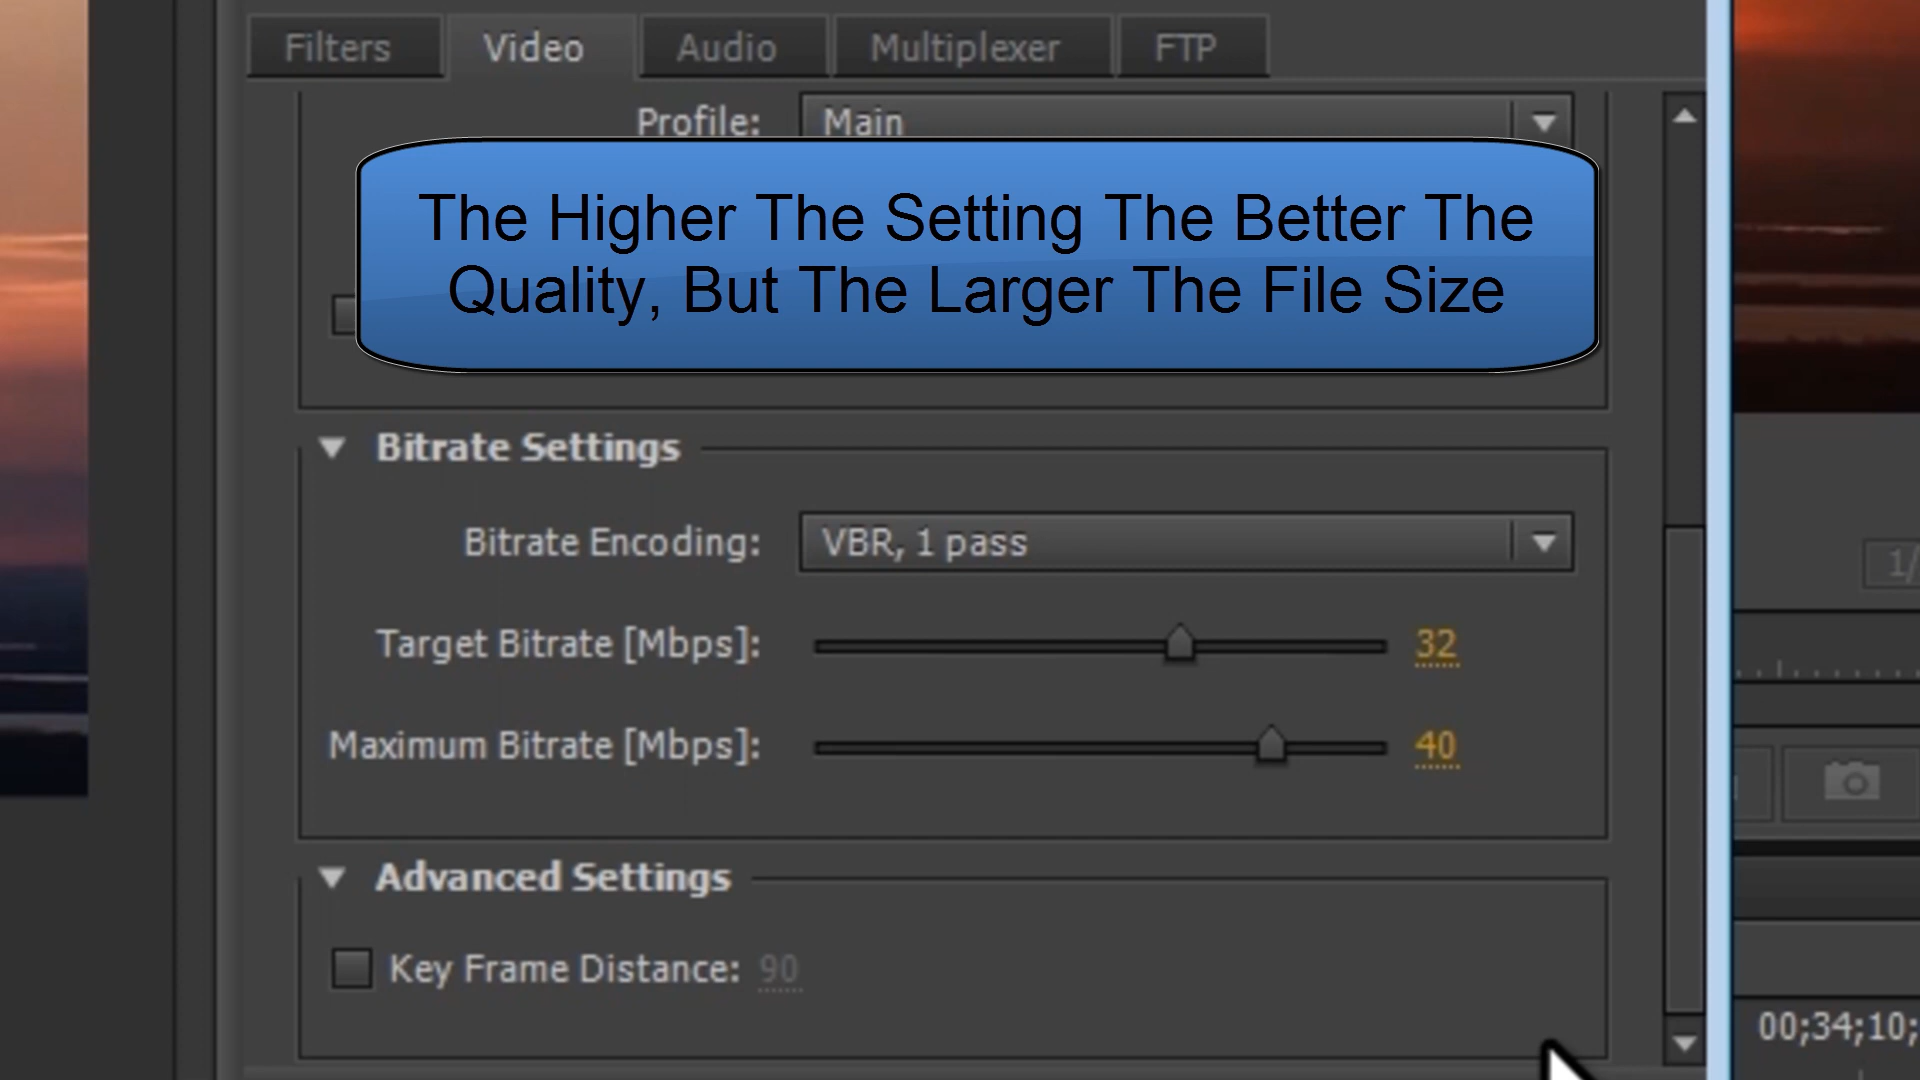 Filters Video Audio Multiplexer FTP
Profile: Main
The Higher The Setting The Better The
Quality, But The Larger The File Size
Bitrate Settings
Bitrate Encoding: VBR, 1 pass
1/
Target Bitrate [Mbps]: 32
Maximum Bitrate [Mbps]: 40
Advanced Settings
Key Frame Distance: 90
00;34;10;